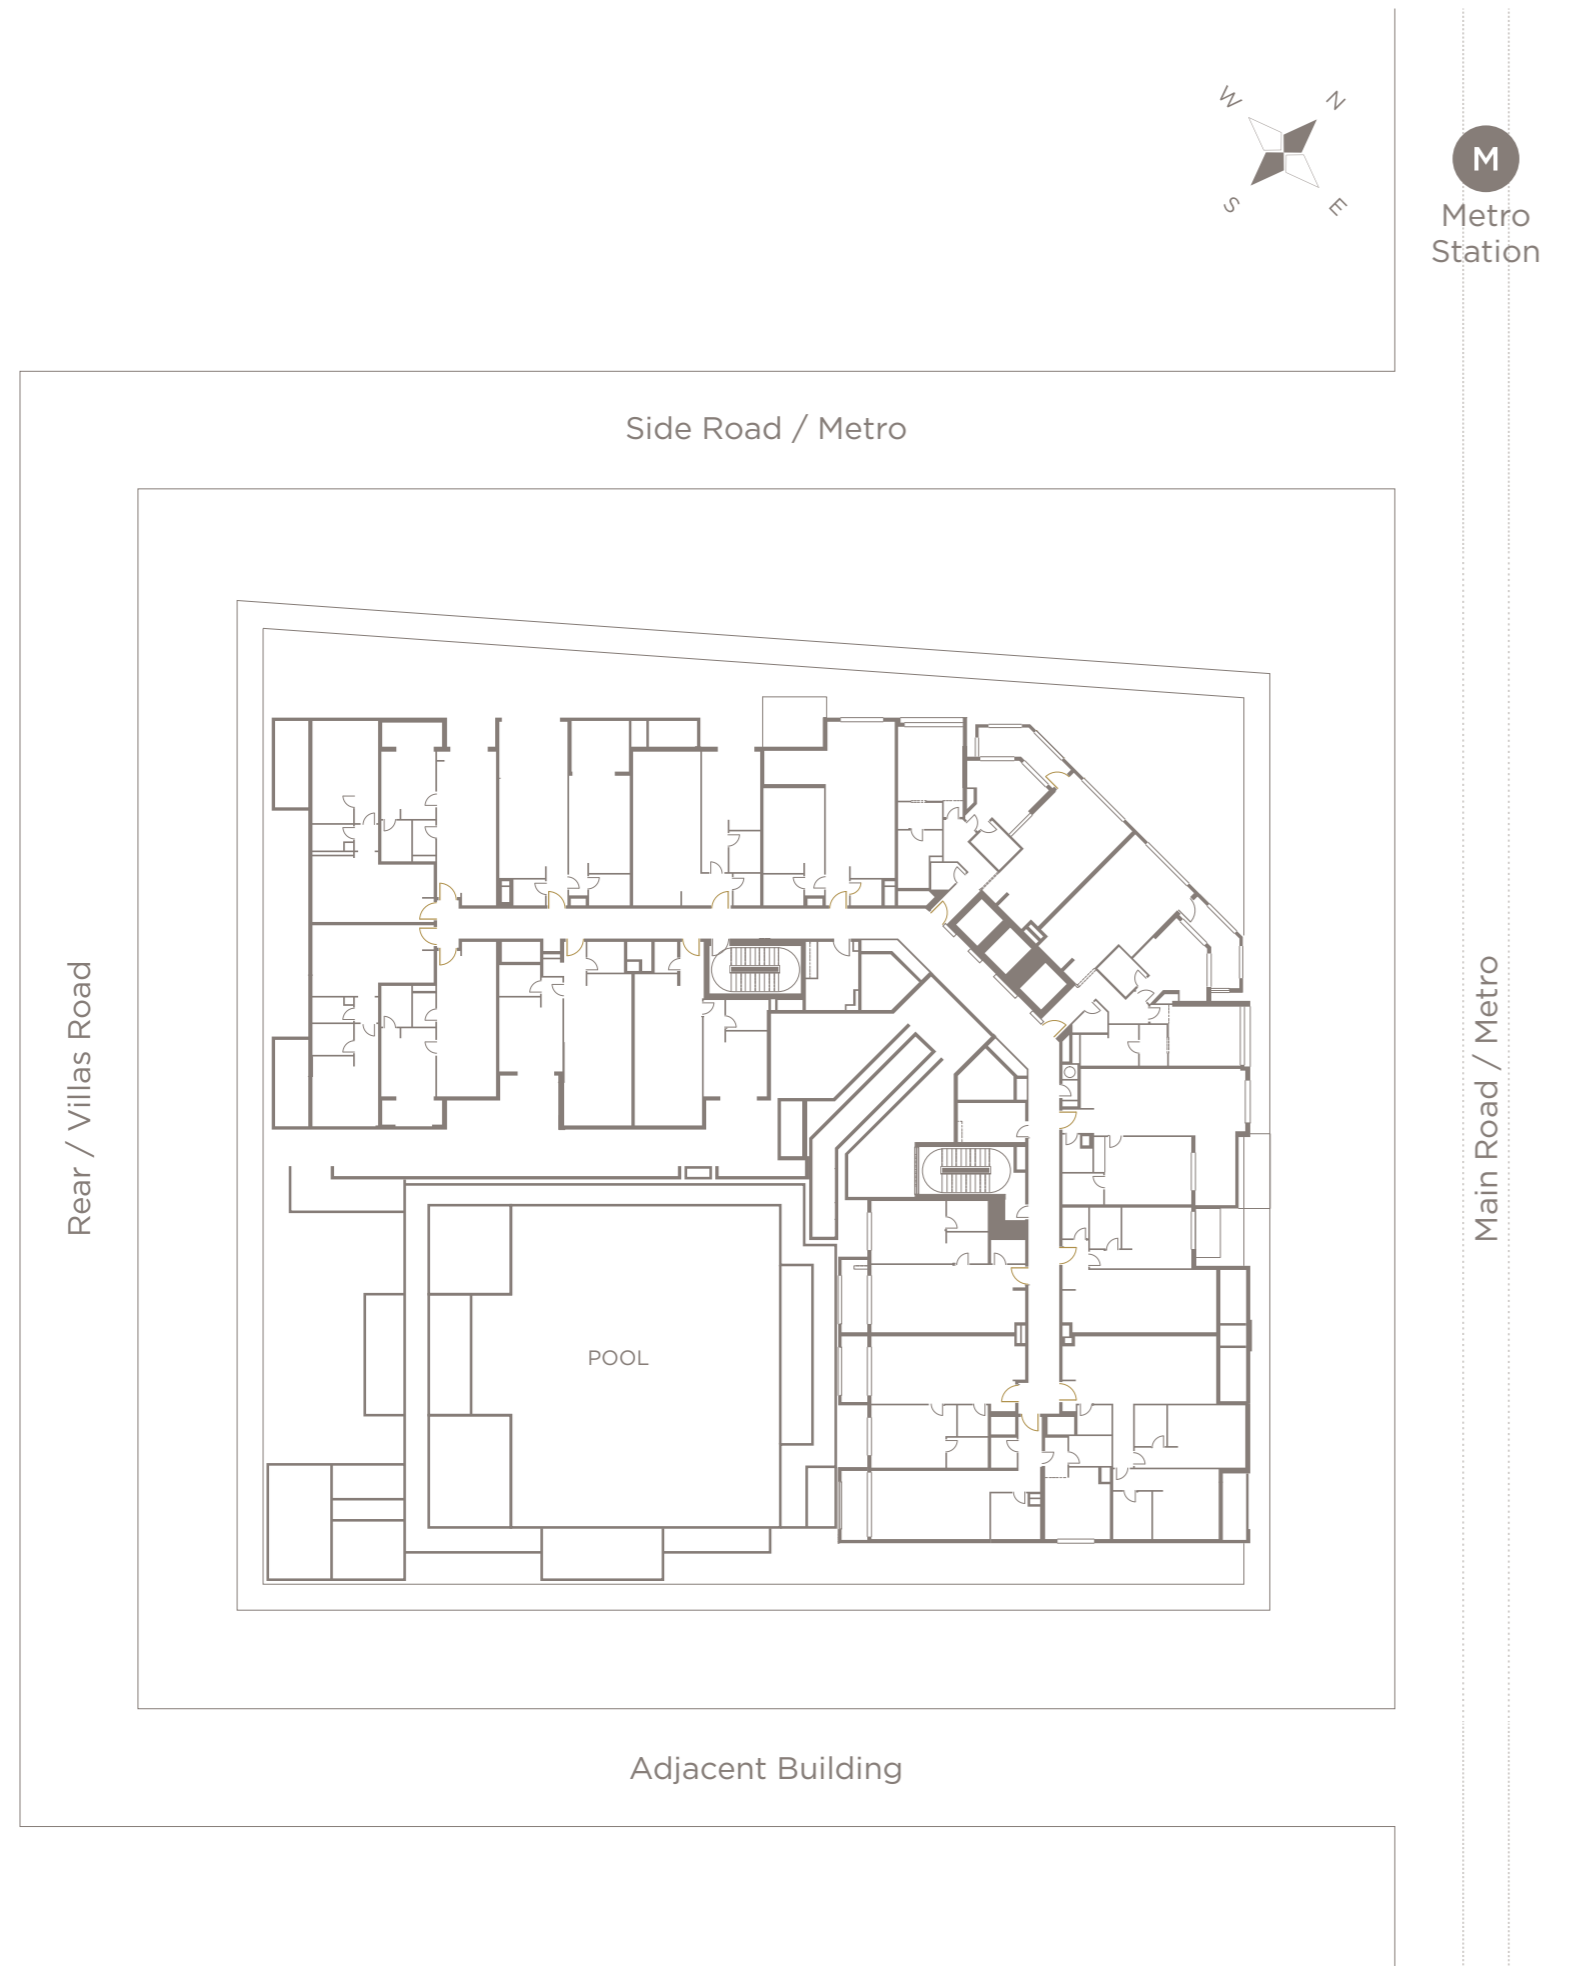 W
N
S
E
M
Metro
Station
Side Road / Metro
Rear / Villas Road
Main Road / Metro
POOL
Adjacent Building